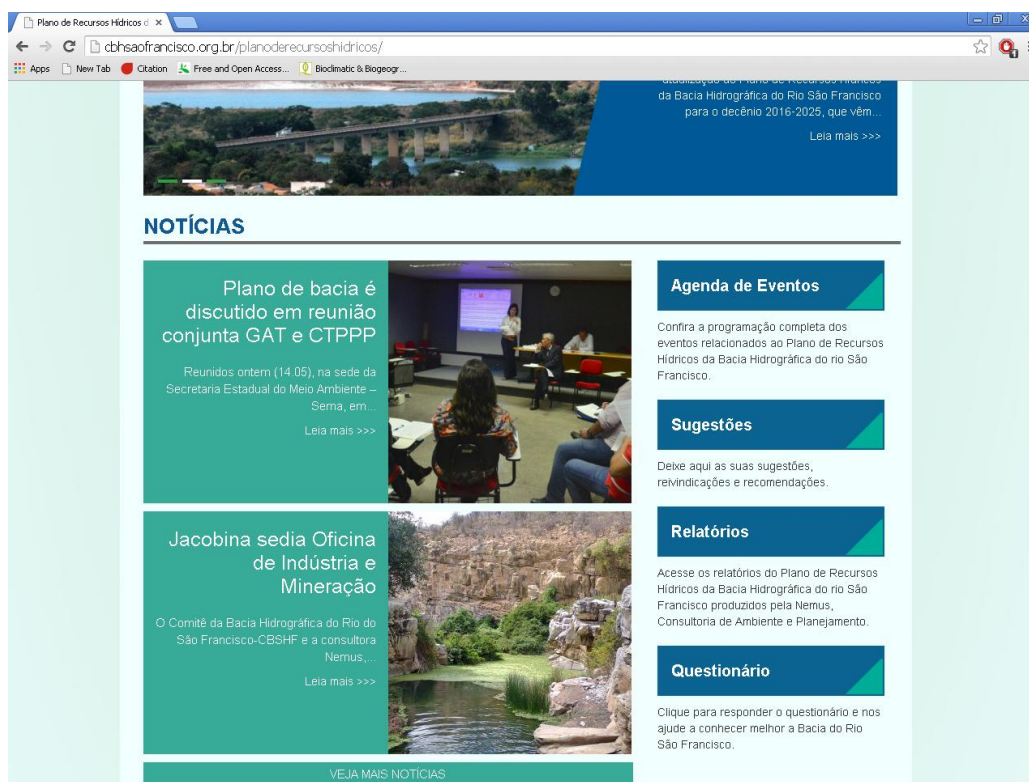 Plano de Recursos Hídricos d
cbhsaofrancisco.org.br/planoderecursoshidricos/
Apps New Tab Citation Free and Open Access... Bioclimatic & Biogeogr...
atualização do Plano de Recursos Hídricos
da Bacia Hidrográfica do Rio São Francisco
para o decênio 2016-2025, que vêm...
Leia mais >>>
NOTÍCIAS
Plano de bacia é
discutido em reunião
conjunta GAT e CTPPP
Reunidos ontem (14.05), na sede da
Secretaria Estadual do Meio Ambiente –
Sema, em...
Leia mais >>>
Jacobina sedia Oficina
de Indústria e
Mineração
O Comitê da Bacia Hidrográfica do Rio do
São Francisco-CBSHF e a consultora
Nemus,...
Leia mais >>>
VEJA MAIS NOTÍCIAS
Agenda de Eventos
Confira a programação completa dos
eventos relacionados ao Plano de Recursos
Hídricos da Bacia Hidrográfica do rio São
Francisco.
Sugestões
Deixe aqui as suas sugestões,
reivindicações e recomendações.
Relatórios
Acesse os relatórios do Plano de Recursos
Hídricos da Bacia Hidrográfica do rio São
Francisco produzidos pela Nemus,
Consultoria de Ambiente e Planejamento.
Questionário
Clique para responder o questionário e nos
ajude a conhecer melhor a Bacia do Rio
São Francisco.